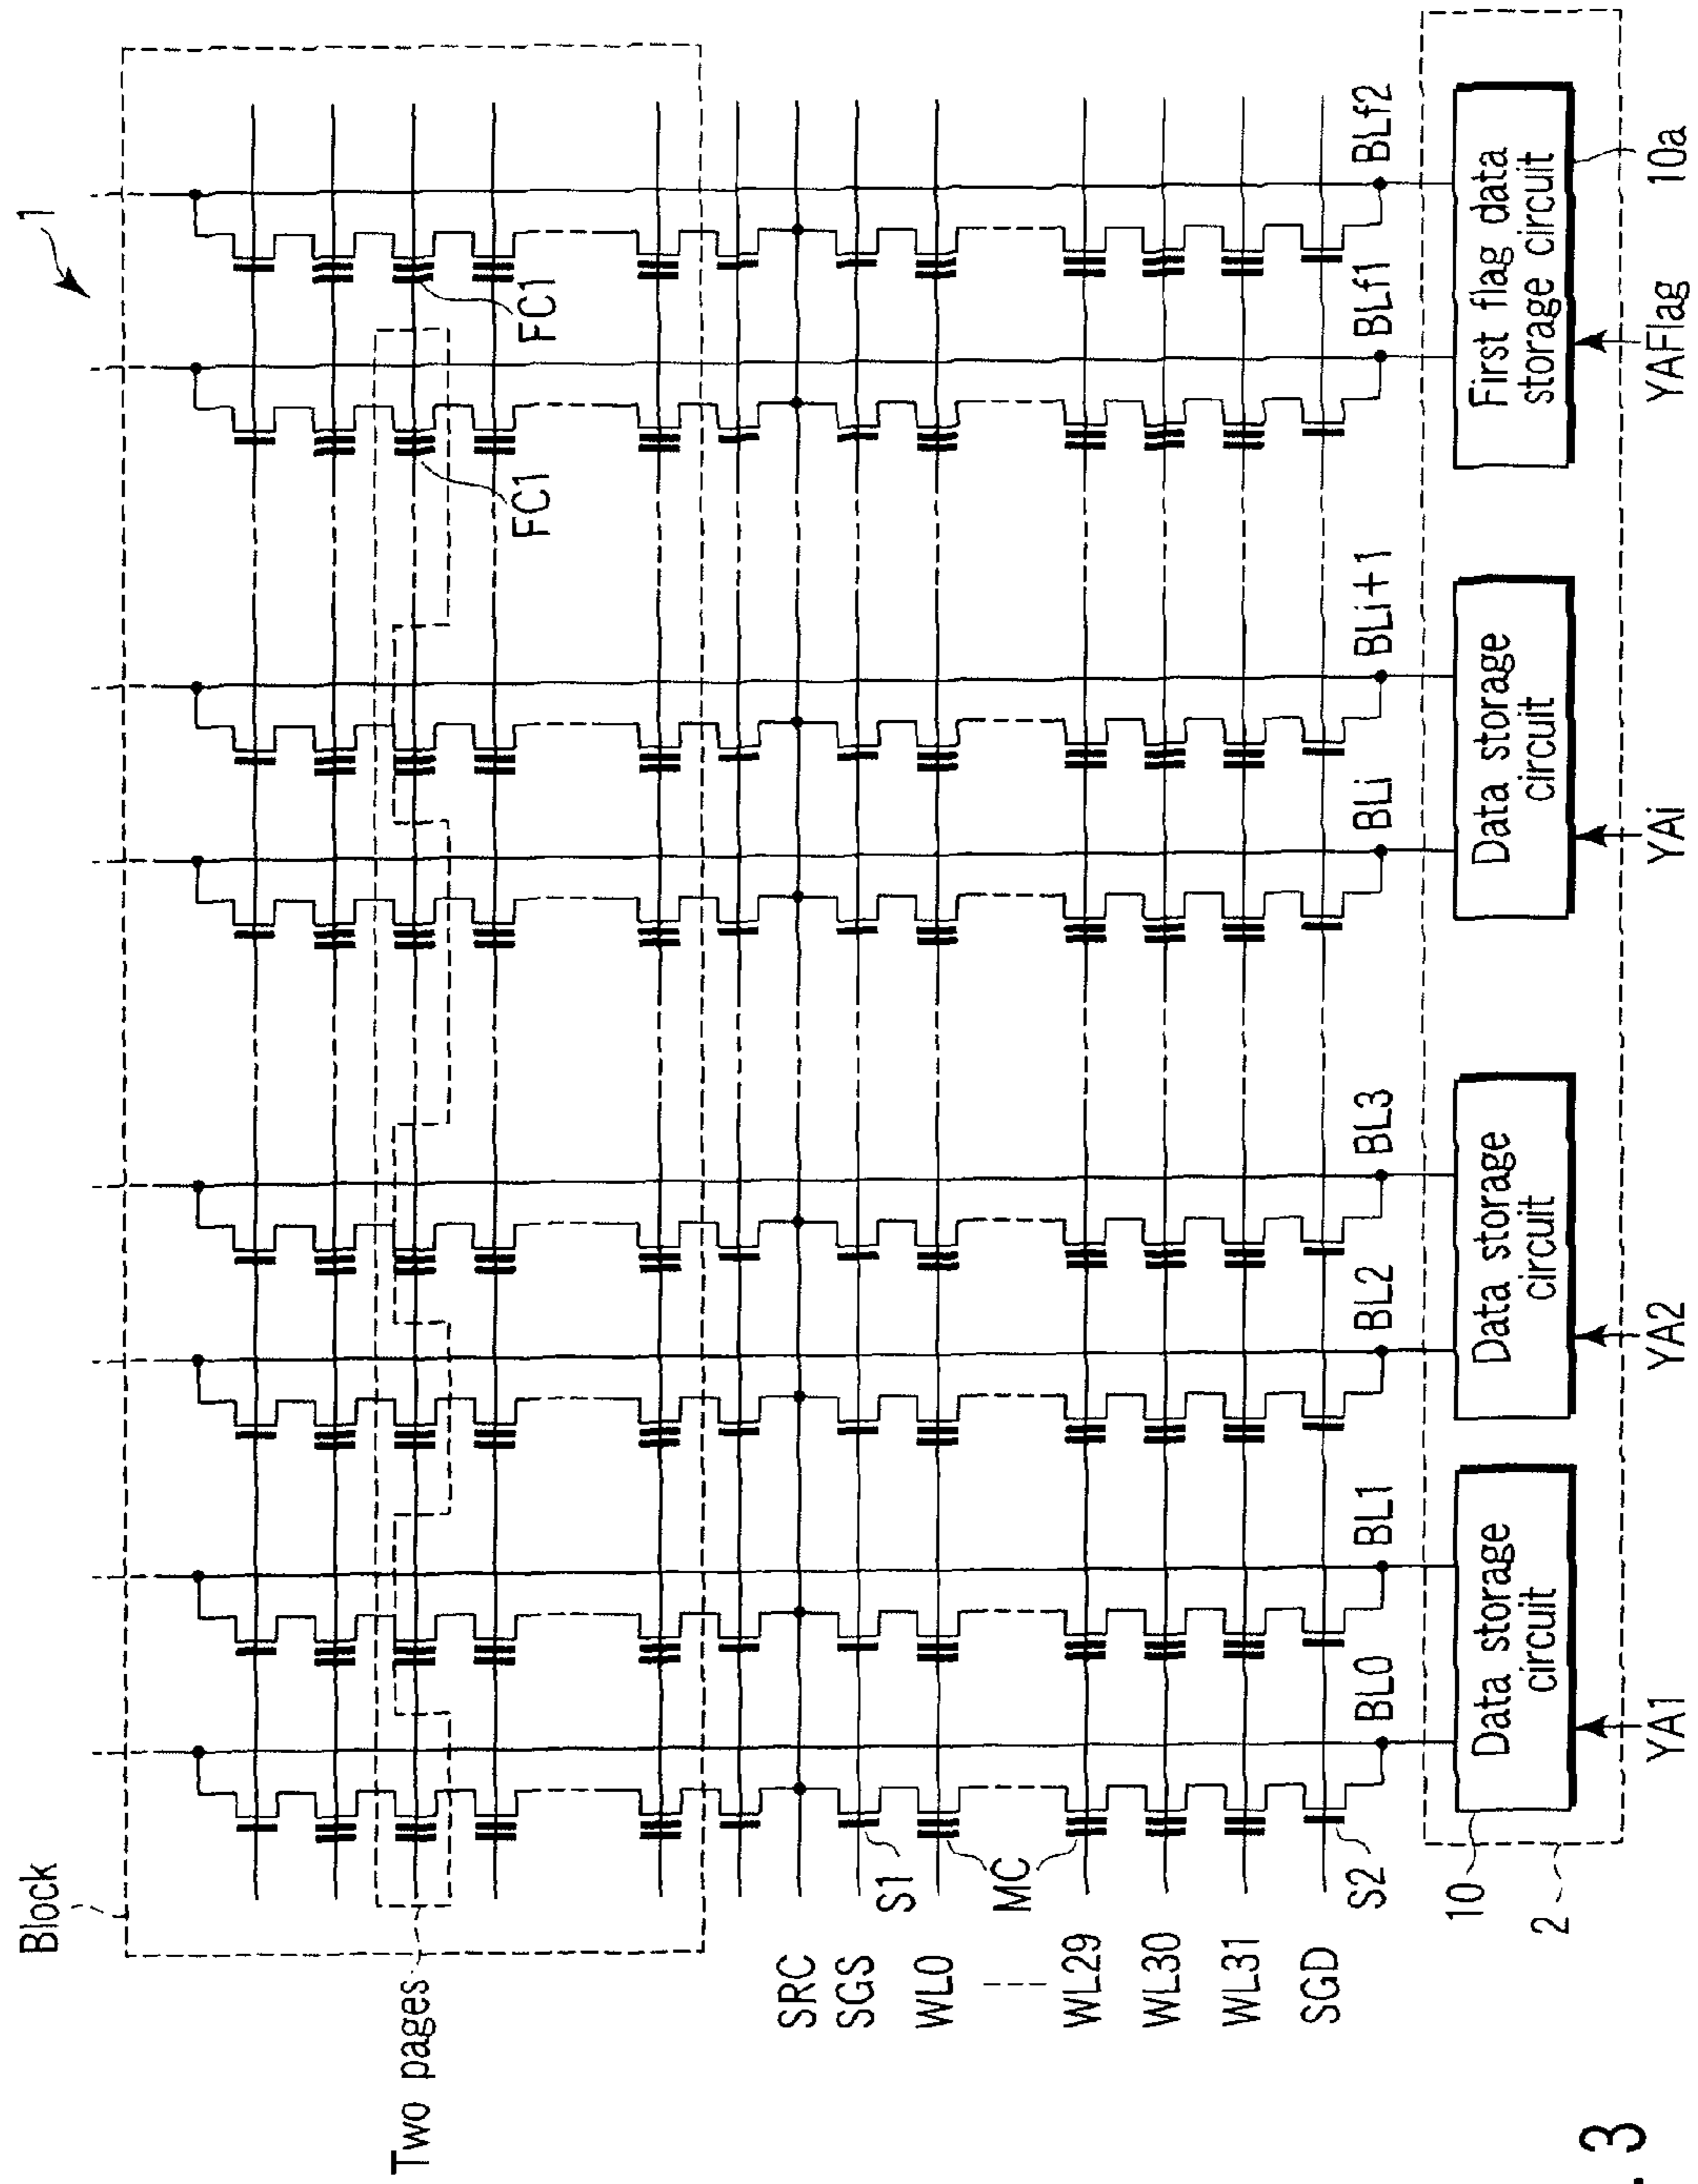 1
Block
Two pages
FC1
FC1
SRC
SGS
WL0
WL29
WL30
WL31
SGD
S1
MC
S2
BL0
BL1
BL2
BL3
BLi
BLi+1
BLf1
BLf2
10
2
Data storage
circuit
Data storage
circuit
Data storage
circuit
First flag data
storage circuit
10a
YA1
YA2
YAi
YAFlag
. 3